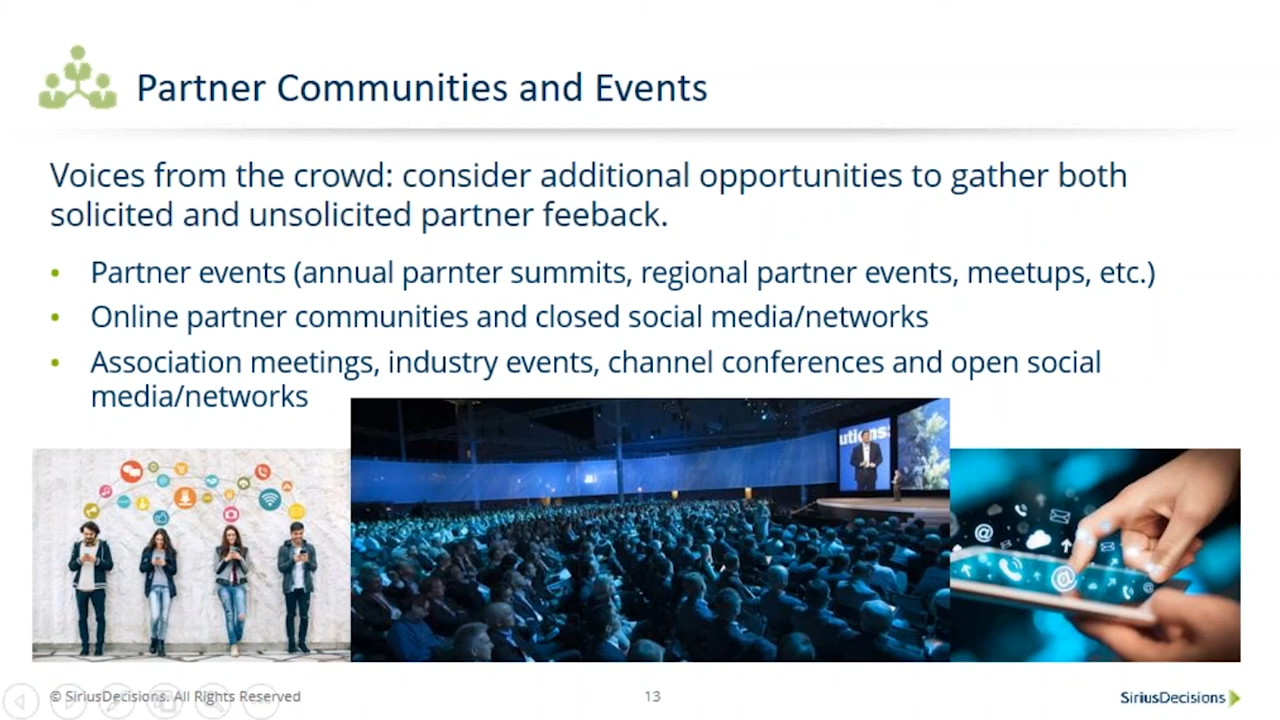 Partner Communities and Events
Voices from the crowd: consider additional opportunities to gather both
solicited and unsolicited partner feeback.
• Partner events (annual parnter summits, regional partner events, meetups, etc.)
• Online partner communities and closed social media/networks
• Association meetings, industry events, channel conferences and open social
media/networks
utions:
© SiriusDecisions. All Rights Reserved
13
SiriusDecisions